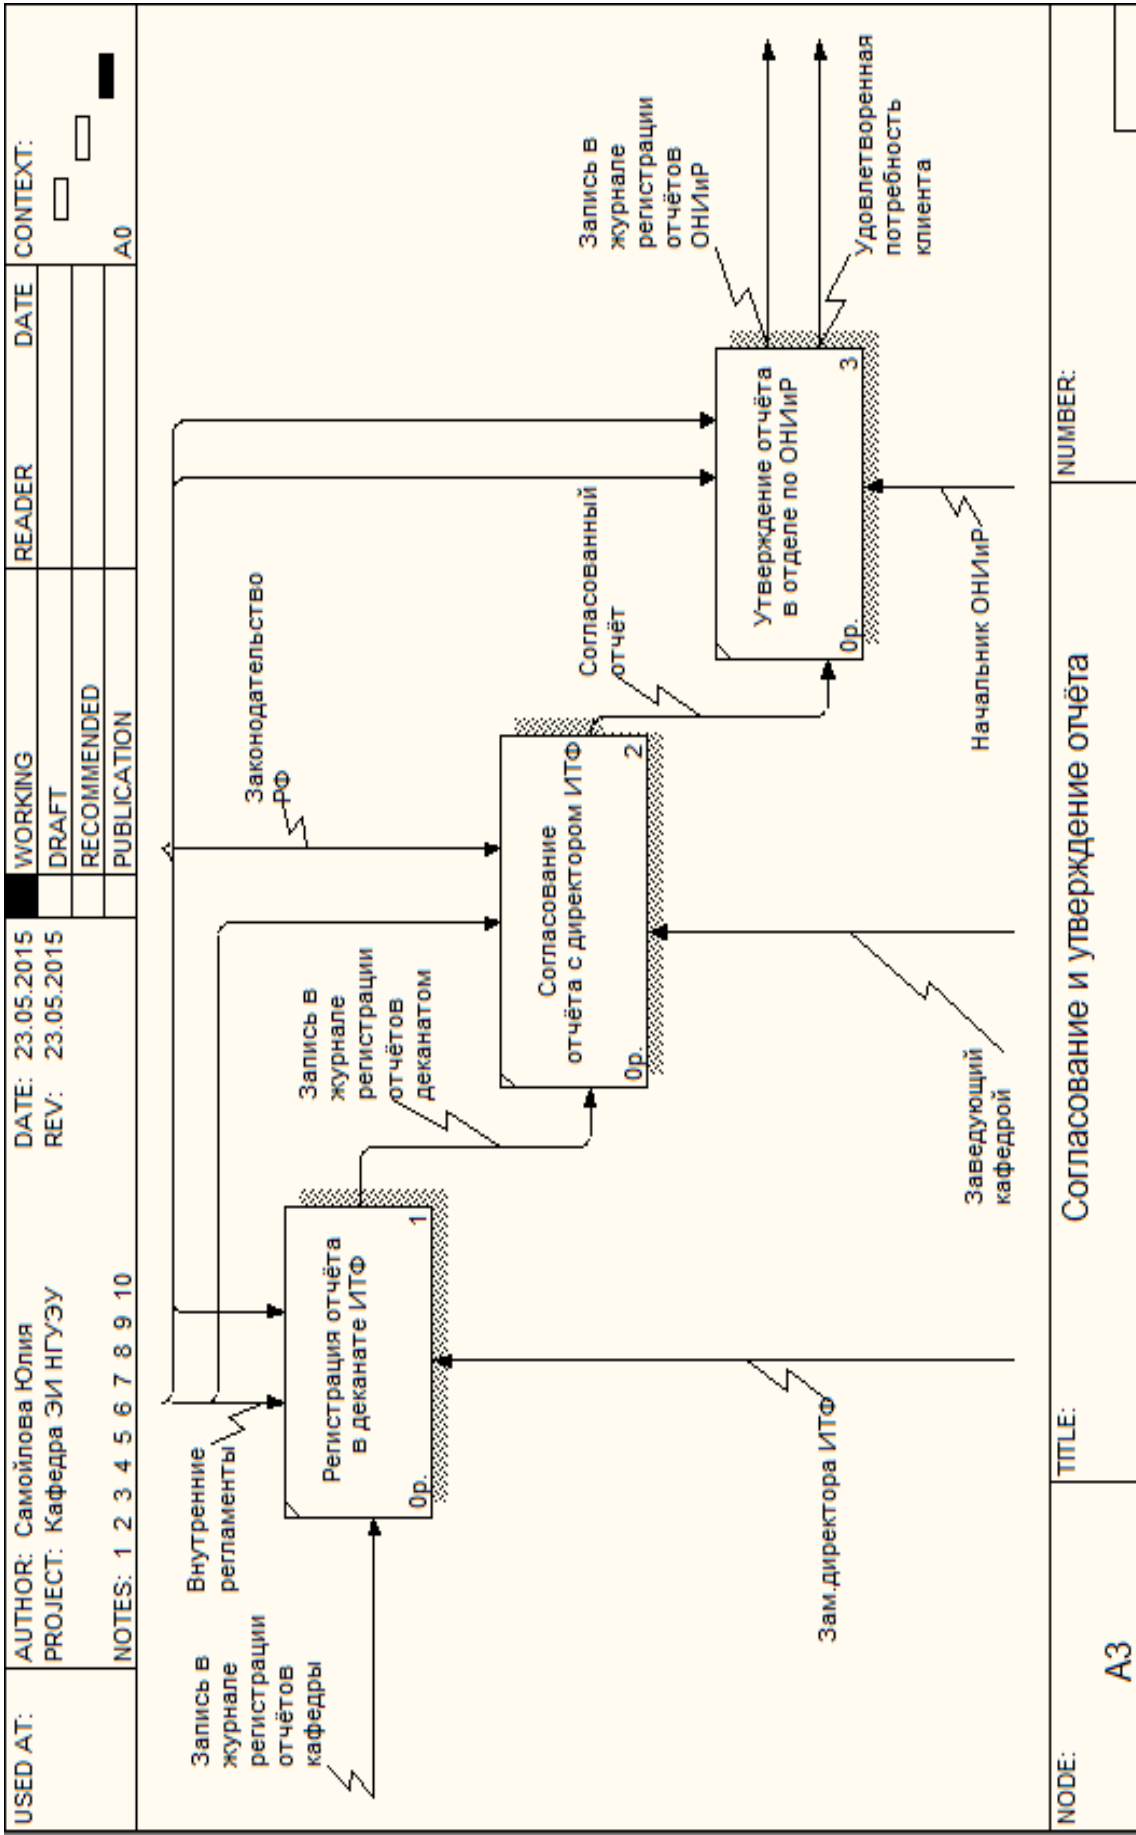 USED AT:
AUTHOR: Самойлова Юлия
DATE: 23.05.2015
WORKING
READER
DATE
CONTEXT:
PROJECT: Кафедра ЭИ НГУЭУ
REV: 23.05.2015
DRAFT
RECOMMENDED
NOTES: 1 2 3 4 5 6 7 8 9 10
PUBLICATION
A0
Запись в
журнале
регистрации
отчётов
кафедры
Внутренние
регламенты
Законодательство
РФ
Регистрация отчёта
в деканате ИТФ
0р.
1
Запись в
журнале
регистрации
отчётов
деканатом
Согласование
отчёта с директором ИТФ
0р.
2
Согласованный
отчёт
Утверждение отчёта
в отделе по ОНИиР
0р.
3
Запись в
журнале
регистрации
отчётов
ОНИиР
Удовлетворенная
потребность
клиента
Зам.директора ИТФ
Заведующий
кафедрой
Начальник ОНИиР
NODE:
TITLE:
NUMBER:
A3
Согласование и утверждение отчёта